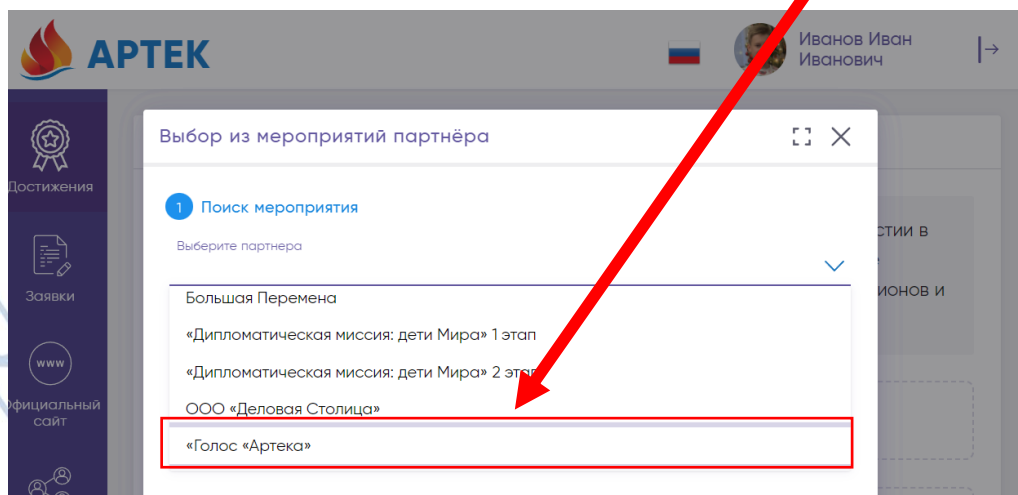 АРТЕК
Иванов Иван
Иванович
Достижения
Заявки
www
Официальный
сайт
Выбор из мероприятий партнёра
1 Поиск мероприятия
Выберите партнера
Большая Перемена
«Дипломатическая миссия: дети Мира» 1 этап
«Дипломатическая миссия: дети Мира» 2 этап
ООО «Деловая Столица»
«Голос «Артека»